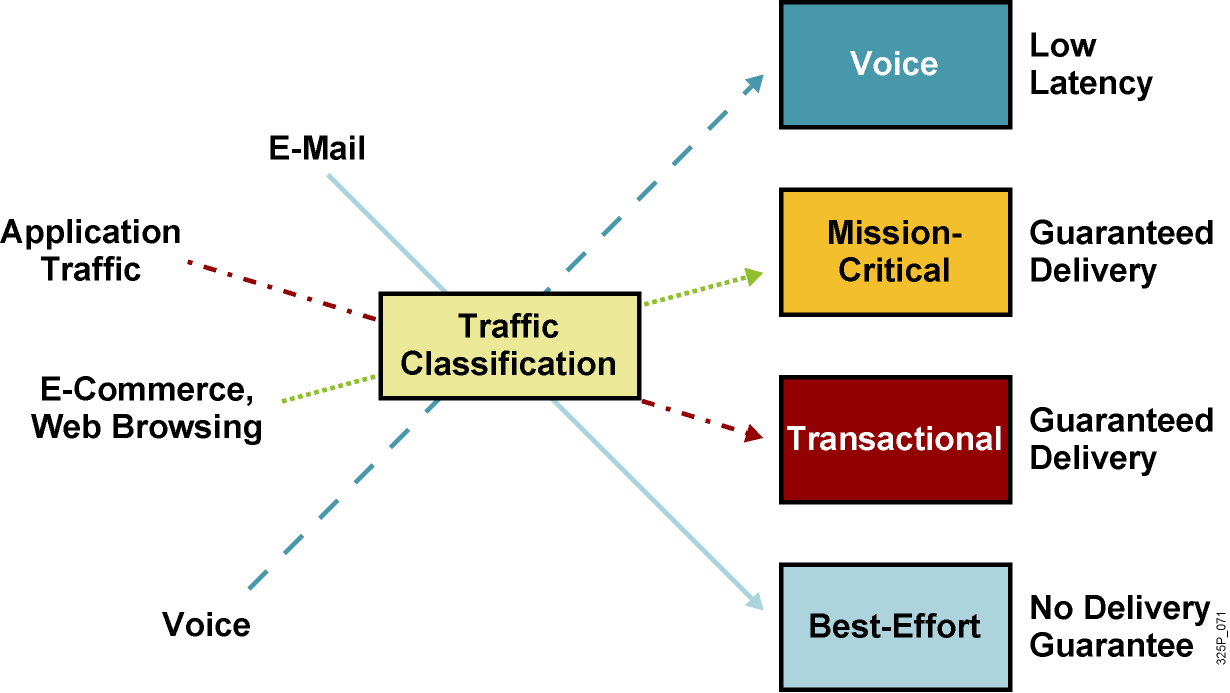 E-Mail
Application
Traffic
E-Commerce,
Web Browsing
Voice
Traffic
Classification
Voice
Low
Latency
Mission-
Critical
Guaranteed
Delivery
Transactional
Guaranteed
Delivery
Best-Effort
No Delivery
Guarantee
325P_071